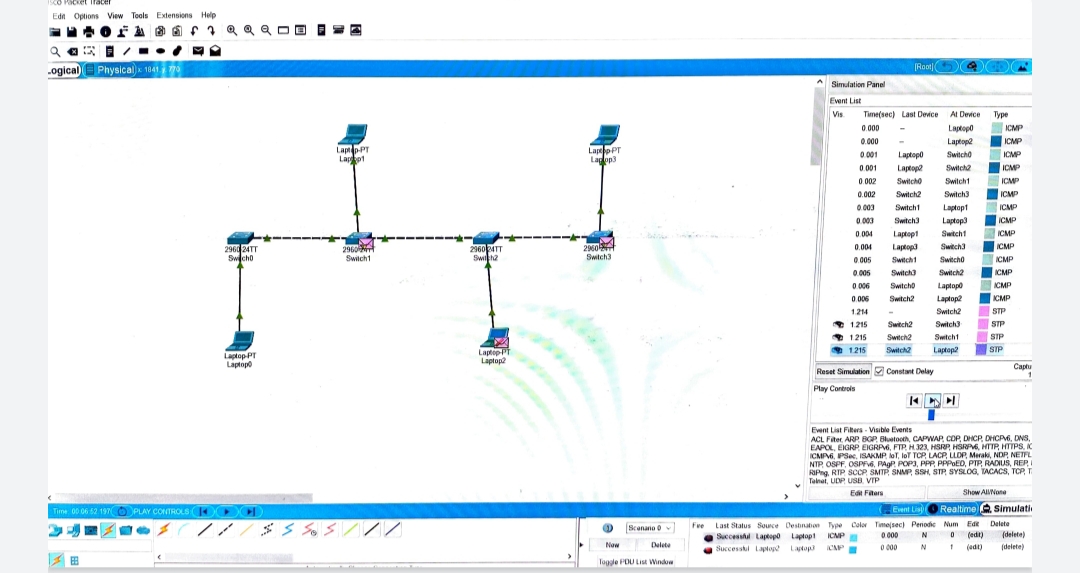 sco Packet Tracer
Edit Options View Tools Extensions Help
Logical Physical x 1841 y 770
[Root]
Simulation Panel
Event List
Vis. Time(sec) Last Device At Device Type
0.000 -- Laptop0 ICMP
0.000 -- Laptop2 ICMP
0.001 Laptop0 Switch0 ICMP
0.001 Laptop2 Switch2 ICMP
0.002 Switch0 Switch1 ICMP
0.002 Switch2 Switch3 ICMP
0.003 Switch1 Laptop1 ICMP
0.003 Switch3 Laptop3 ICMP
0.004 Laptop1 Switch1 ICMP
0.004 Laptop3 Switch3 ICMP
0.005 Switch1 Switch0 ICMP
0.005 Switch3 Switch2 ICMP
0.006 Switch0 Laptop0 ICMP
0.006 Switch2 Laptop2 ICMP
1.214 -- Switch2 STP
1.215 Switch2 Switch3 STP
1.215 Switch2 Switch1 STP
1.215 Switch2 Laptop2 STP
Reset Simulation Constant Delay Captu
1
Play Controls
Event List Filters - Visible Events
ACL Filter, ARP, BGP, Bluetooth, CAPWAP, CDP, DHCP, DHCPv6, DNS,
EAPOL, EIGRP, EIGRPv6, FTP, H.323, HSRP, HSRPv6, HTTP, HTTPS, IC
ICMPv6, IPSec, ISAKMP, IoT, IoT TCP, LACP, LLDP, Meraki, NDP, NETFL
NTP, OSPF, OSPFv6, PAgP, POP3, PPP, PPPoED, PTP, RADIUS, REP,
RIPng, RTP, SCCP, SMTP, SNMP, SSH, STP, SYSLOG, TACACS, TCP, T
Telnet, UDP, USB, VTP
Edit Filters Show All/None
Event List Realtime Simulati
Laptop-PT
Laptop1
Laptop-PT
Laptop3
2960-24TT
Switch0
2960-24TT
Switch1
2960-24TT
Switch2
2960-24TT
Switch3
Laptop-PT
Laptop0
Laptop-PT
Laptop2
Time: 00:06:52.197 PLAY CONTROLS:
Scenario 0
New Delete
Toggle PDU List Window
Fire Last Status Source Destination Type Color Time(sec) Periodic Num Edit Delete
Successful Laptop0 Laptop1 ICMP 0.000 N 0 (edit) (delete)
Successful Laptop2 Laptop3 ICMP 0.000 N 1 (edit) (delete)